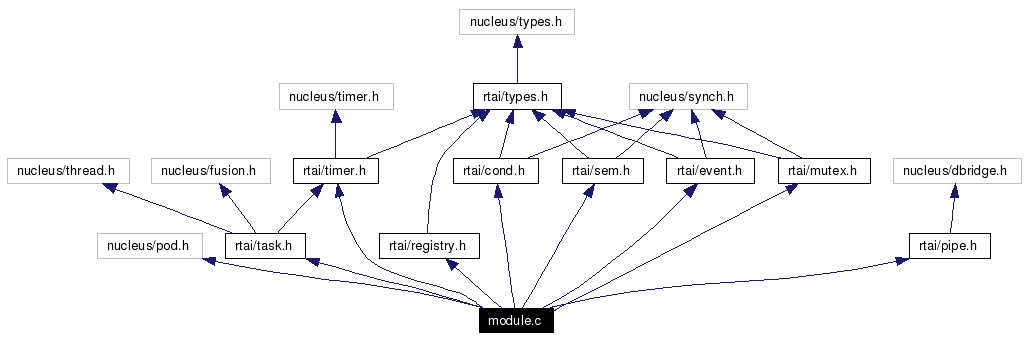 nucleus/types.h
nucleus/timer.h
rtai/types.h
nucleus/synch.h
nucleus/thread.h
nucleus/fusion.h
rtai/timer.h
rtai/cond.h
rtai/sem.h
rtai/event.h
rtai/mutex.h
nucleus/dbridge.h
nucleus/pod.h
rtai/task.h
rtai/registry.h
rtai/pipe.h
module.c